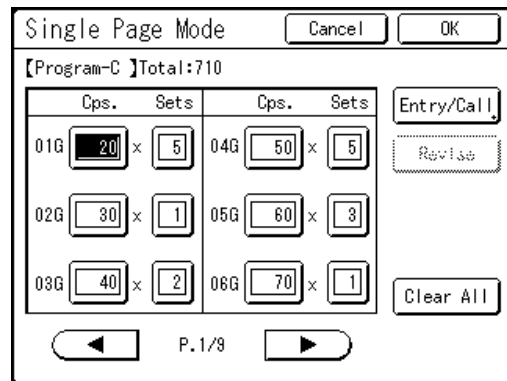 Single Page Mode Cancel OK
【Program-C 】Total:710
Cps. Sets Cps. Sets Entry/Call
01G 20 × 5 04G 50 × 5 Revise
02G 30 × 1 05G 60 × 3
03G 40 × 2 06G 70 × 1 Clear All
◀ P.1/9 ▶